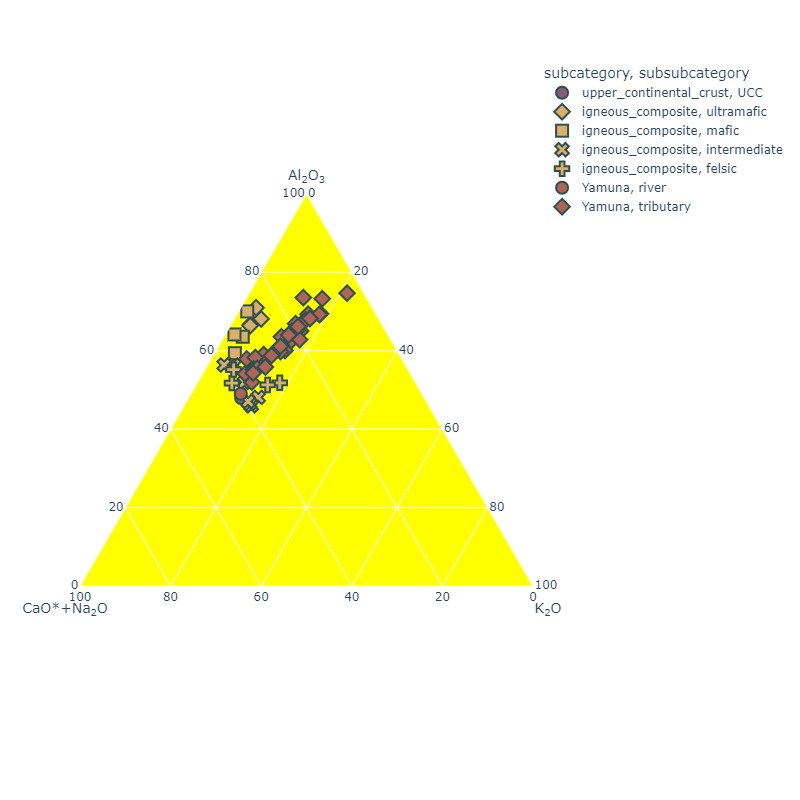 subcategory, subsubcategory
upper_continental_crust, UCC
igneous_composite, ultramafic
igneous_composite, mafic
igneous_composite, intermediate
igneous_composite, felsic
Yamuna, river
Yamuna, tributary
Al₂O₃
100 0
80 20
60 40
40 60
20 80
0 100
100 80 60 40 20 0
CaO*+Na₂O K₂O